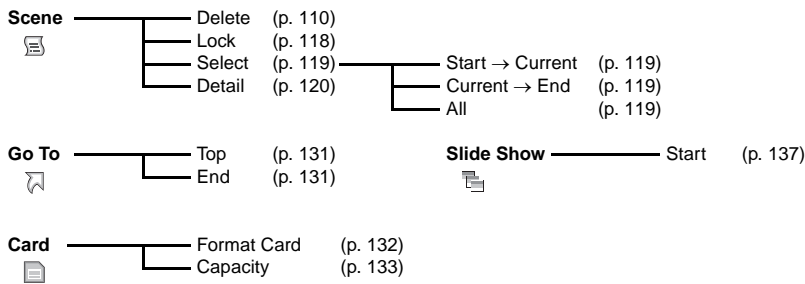 Scene Delete (p. 110)
Lock (p. 118)
Select (p. 119) Start → Current (p. 119)
Detail (p. 120) Current → End (p. 119)
All (p. 119)
Go To Top (p. 131) Slide Show Start (p. 137)
End (p. 131)
Card Format Card (p. 132)
Capacity (p. 133)